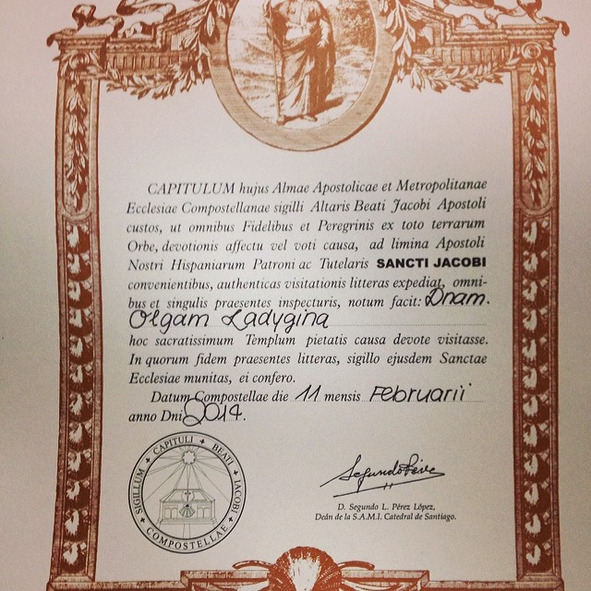 CAPITULUM hujus Almae Apostolicae et Metropolitanae
Ecclesiae Compostellanae sigilli Altaris Beati Jacobi Apostoli
custos, ut omnibus Fidelibus et Peregrinis ex toto terrarum
Orbe, devotionis affectu vel voti causa, ad limina Apostoli
Nostri Hispaniarum Patroni ac Tutelaris SANCTI JACOBI
convenientibus, authenticas visitationis litteras expediat, omni-
bus et singulis praesentes inspecturis, notum facit: Dnam.
Olgam Ladygina
hoc sacratissimum Templum pietatis causa devote visitasse.
In quorum fidem praesentes litteras, sigillo ejusdem Sanctae
Ecclesiae munitas, ei confero.
Datum Compostellae die 11 mensis Februarii
anno Dni 2014.
SIGILLUM ✦ CAPITULI ✦ BEATI ✦ JACOBI ✦ COMPOSTELLAE ✦
D. Segundo L. Pérez López,
Deán de la S.A.M.I. Catedral de Santiago.